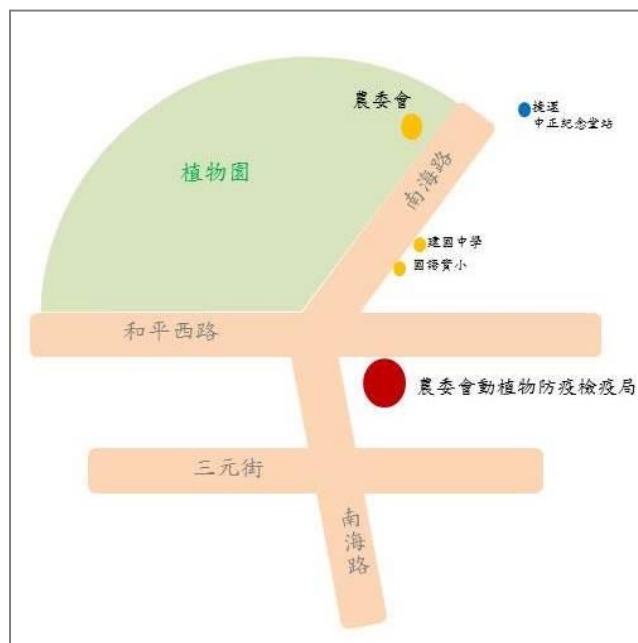 農委會
捷運
中正紀念堂站
植物園
南海路
建國中學
國語實小
和平西路
農委會動植物防疫檢疫局
三元街
南海路